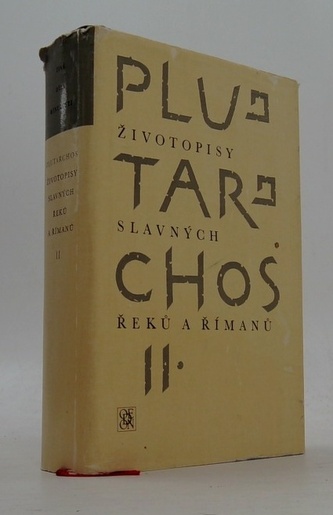 PLU
ŽIVOTOPISY
TAR
SLAVNÝCH
CHOS
ŘEKŮ A ŘÍMANŮ
II.
PLUTARCHOS
ŽIVOTOPISY
SLAVNÝCH
ŘEKŮ
A ŘÍMANŮ
II